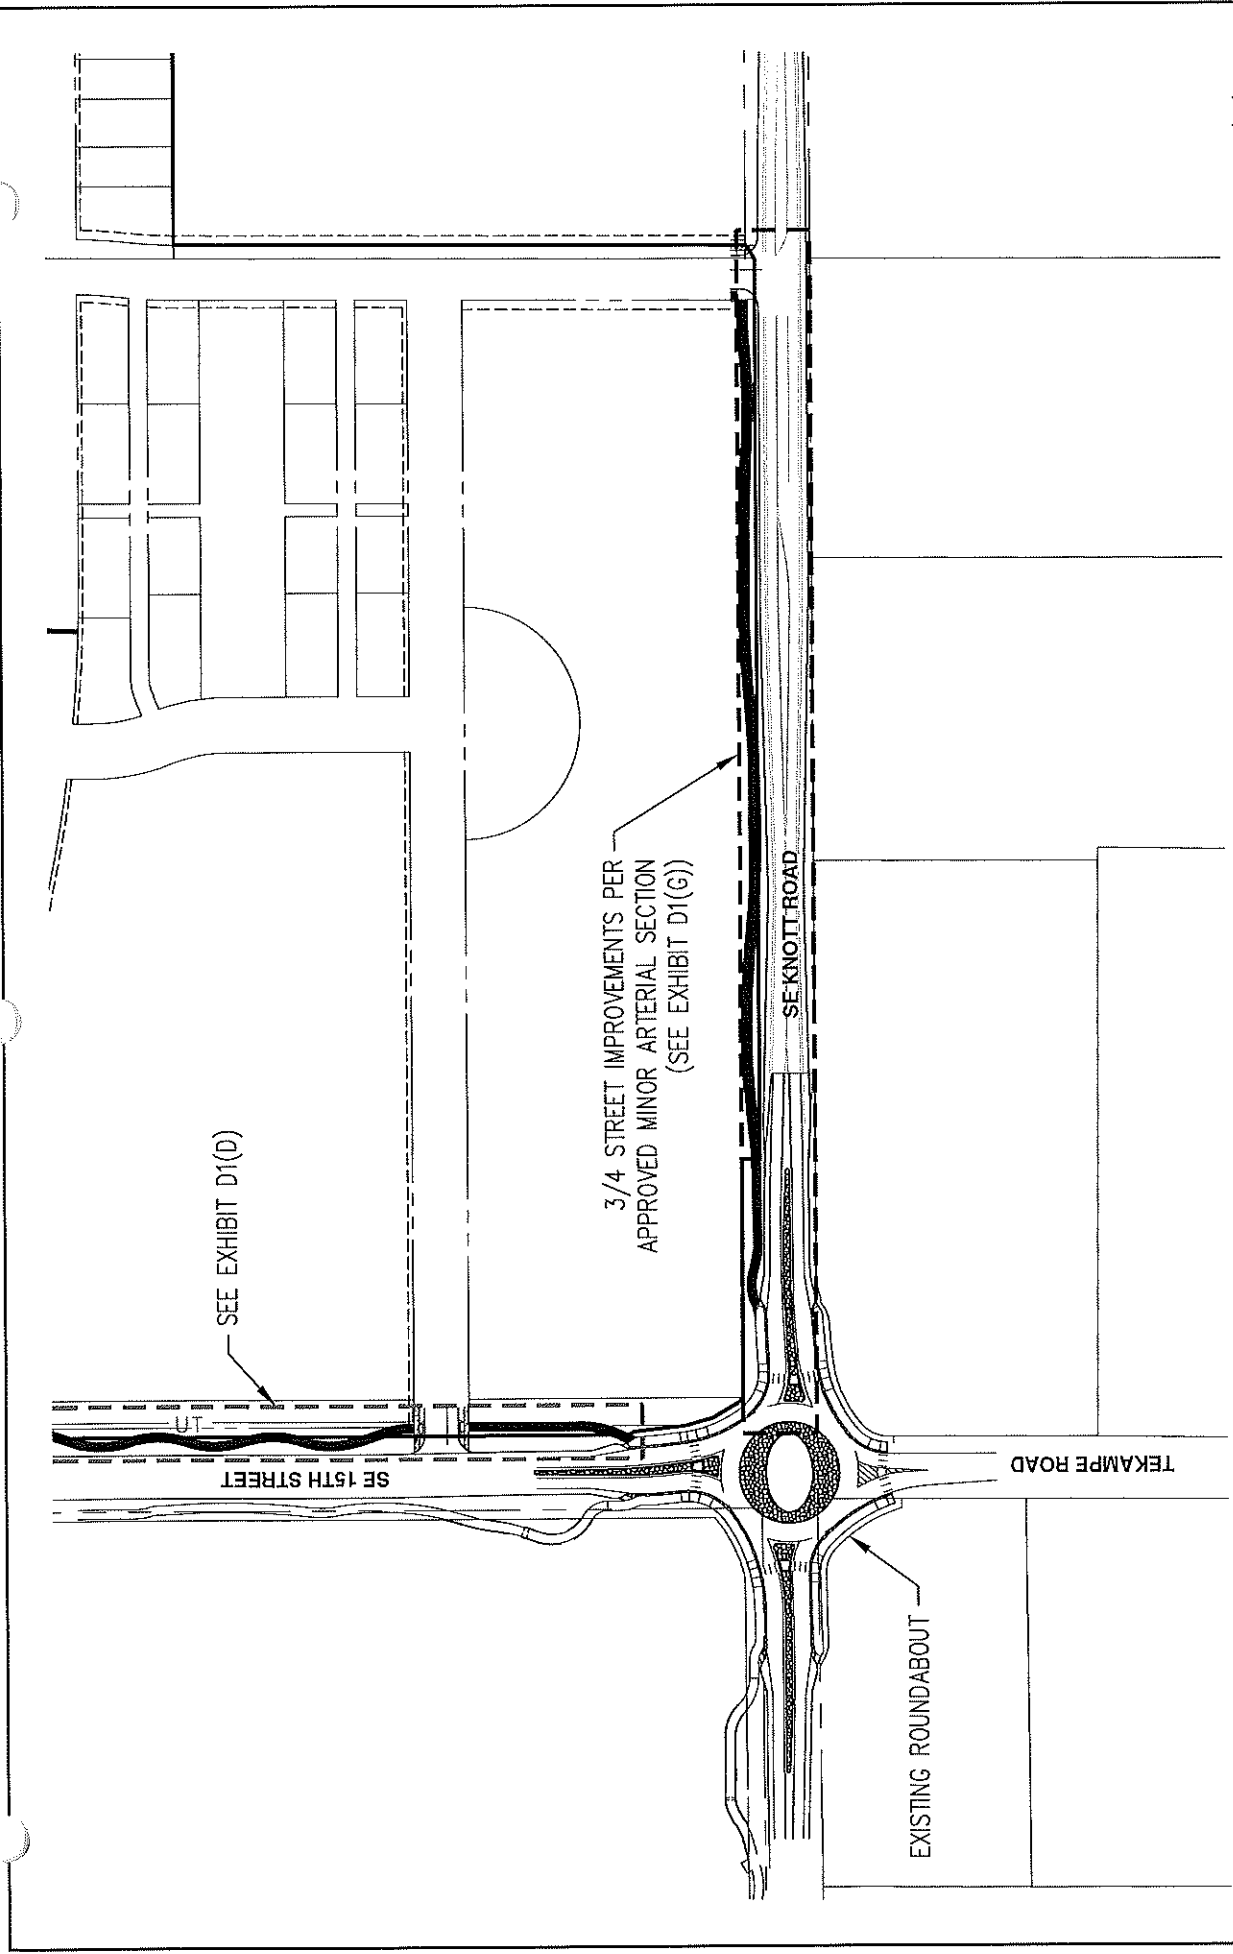 SEE EXHIBIT D1(D)
3/4 STREET IMPROVEMENTS PER
APPROVED MINOR ARTERIAL SECTION
(SEE EXHIBIT D1(G))
SE KNOTT ROAD
UT
SE 15TH STREET
TEKAMPE ROAD
EXISTING ROUNDABOUT